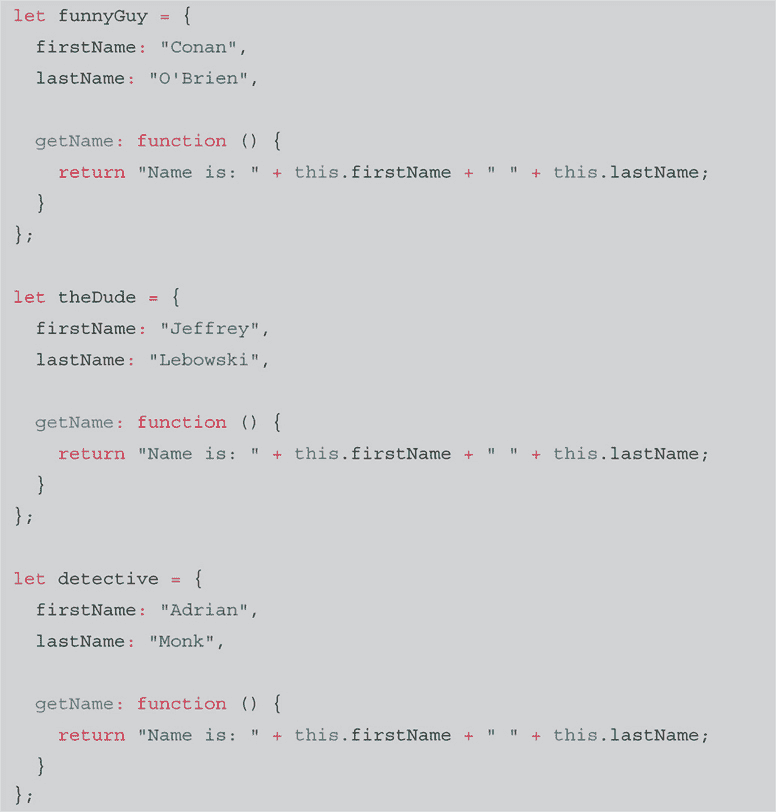 let funnyGuy = {
  firstName: "Conan",
  lastName: "O'Brien",

  getName: function () {
    return "Name is: " + this.firstName + " " + this.lastName;
  }
};

let theDude = {
  firstName: "Jeffrey",
  lastName: "Lebowski",

  getName: function () {
    return "Name is: " + this.firstName + " " + this.lastName;
  }
};

let detective = {
  firstName: "Adrian",
  lastName: "Monk",

  getName: function () {
    return "Name is: " + this.firstName + " " + this.lastName;
  }
};